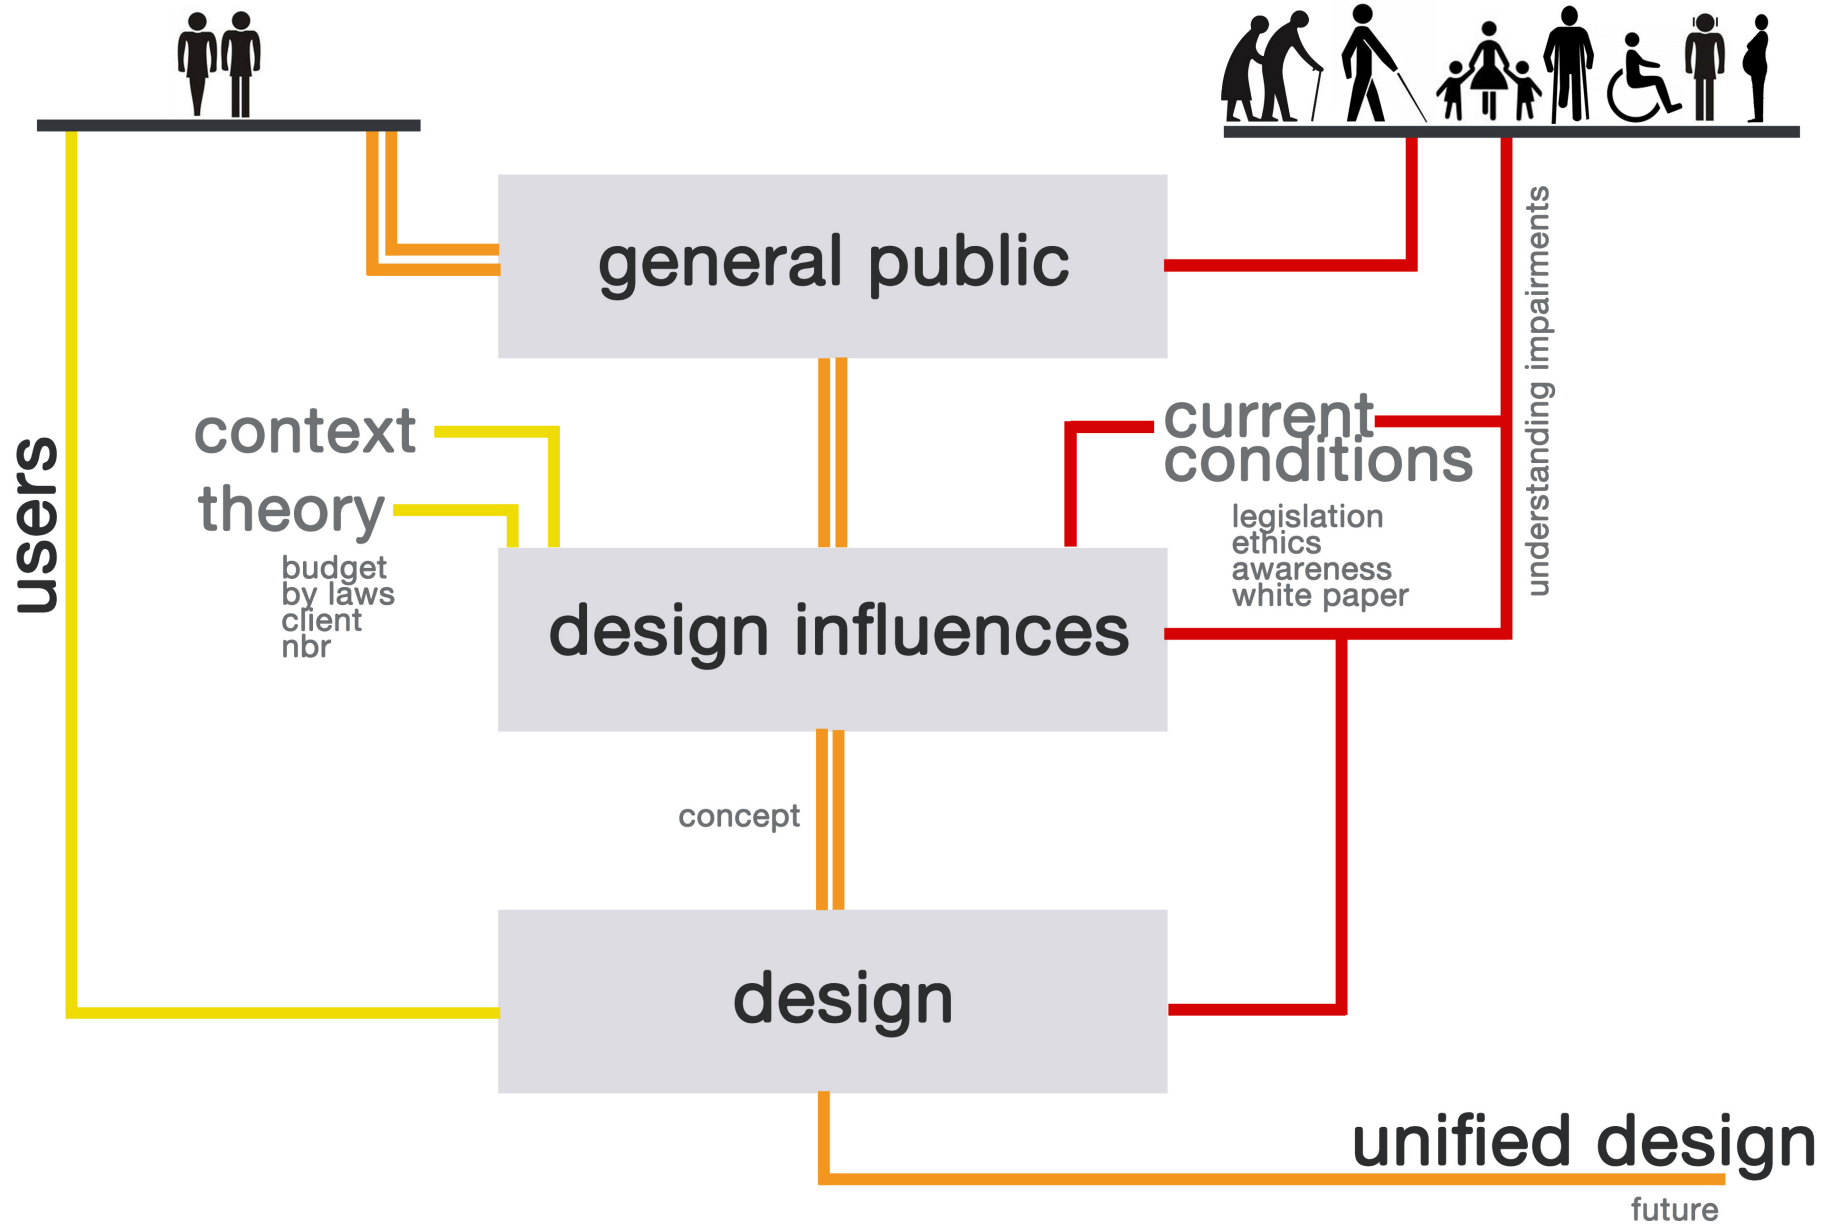 general public
understanding impairments
users
context
theory
budget
by laws
client
nbr
current
conditions
legislation
ethics
awareness
white paper
design influences
concept
design
unified design
future